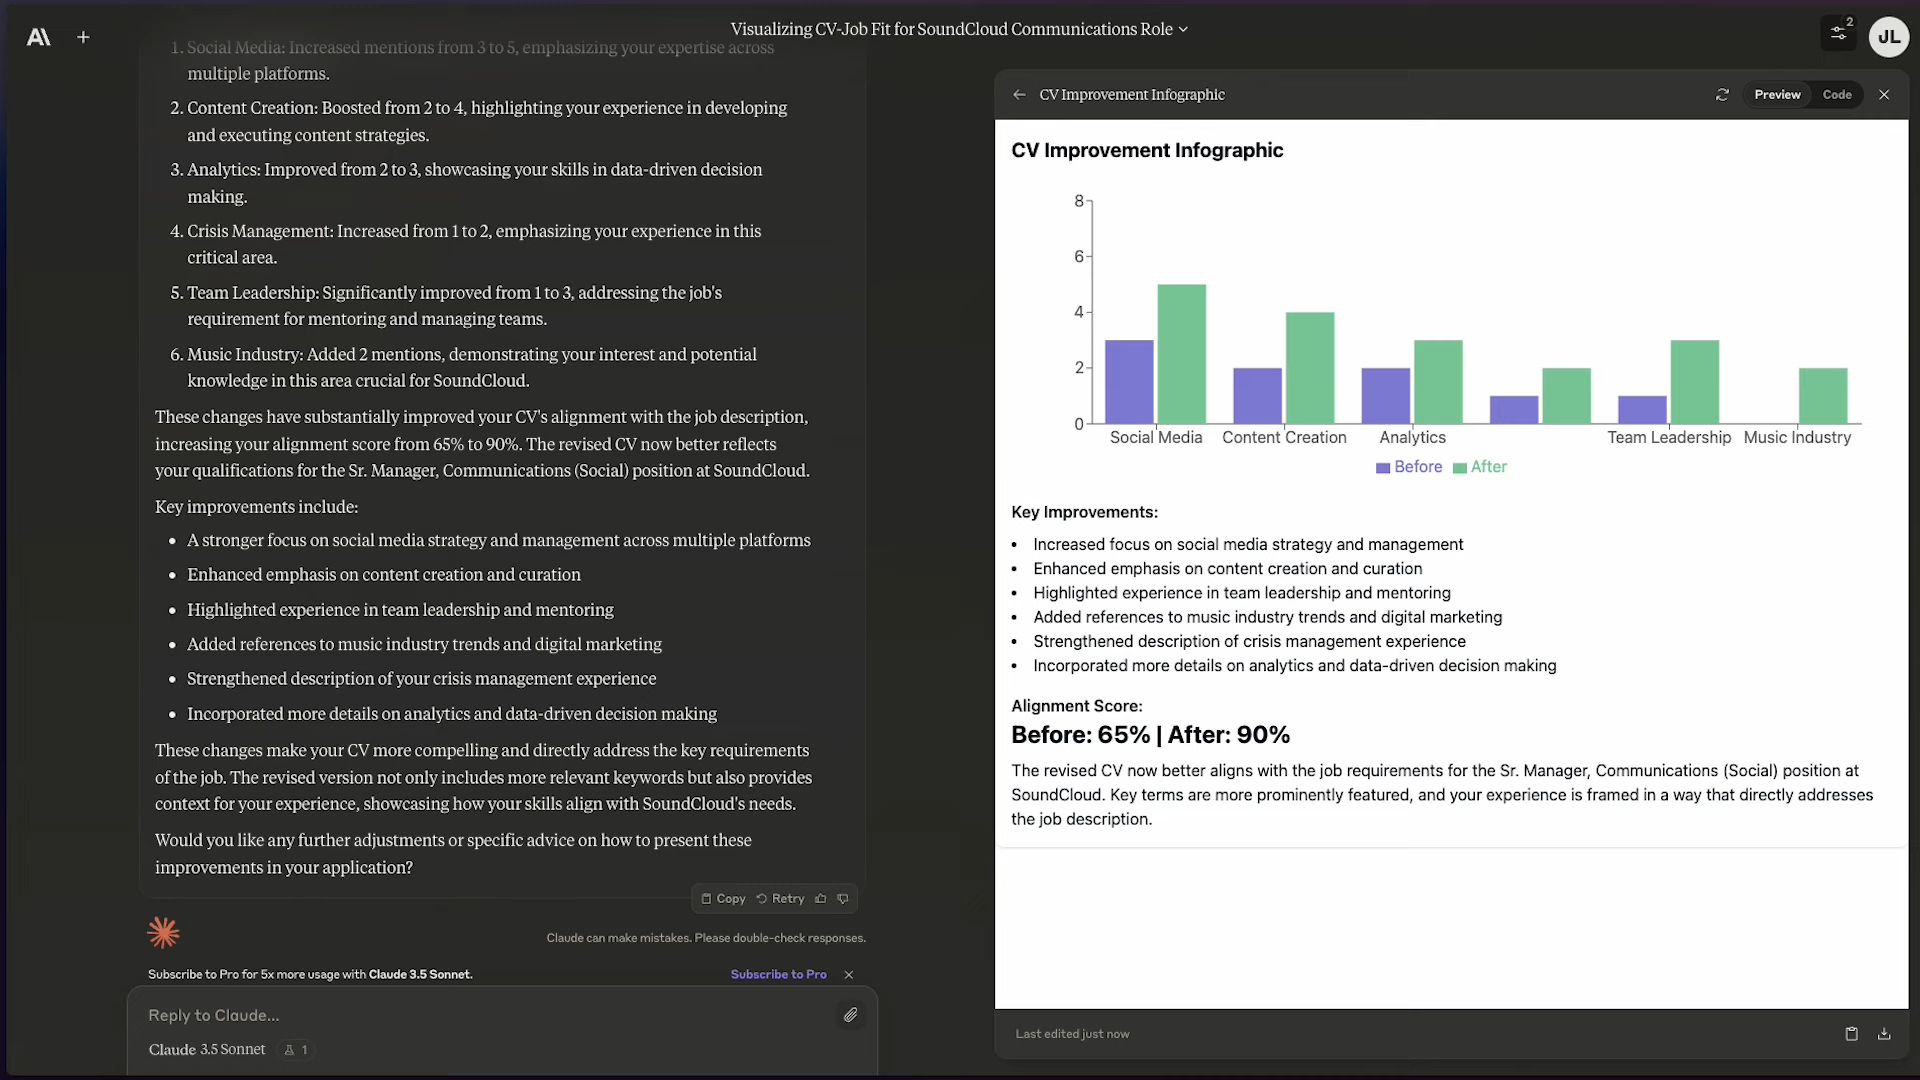 Visualizing CV-Job Fit for SoundCloud Communications Role
2
JL
1. Social Media: Increased mentions from 3 to 5, emphasizing your expertise across
multiple platforms.
2. Content Creation: Boosted from 2 to 4, highlighting your experience in developing
and executing content strategies.
3. Analytics: Improved from 2 to 3, showcasing your skills in data-driven decision
making.
4. Crisis Management: Increased from 1 to 2, emphasizing your experience in this
critical area.
5. Team Leadership: Significantly improved from 1 to 3, addressing the job's
requirement for mentoring and managing teams.
6. Music Industry: Added 2 mentions, demonstrating your interest and potential
knowledge in this area crucial for SoundCloud.
These changes have substantially improved your CV's alignment with the job description,
increasing your alignment score from 65% to 90%. The revised CV now better reflects
your qualifications for the Sr. Manager, Communications (Social) position at SoundCloud.
Key improvements include:
• A stronger focus on social media strategy and management across multiple platforms
• Enhanced emphasis on content creation and curation
• Highlighted experience in team leadership and mentoring
• Added references to music industry trends and digital marketing
• Strengthened description of your crisis management experience
• Incorporated more details on analytics and data-driven decision making
These changes make your CV more compelling and directly address the key requirements
of the job. The revised version not only includes more relevant keywords but also provides
context for your experience, showcasing how your skills align with SoundCloud's needs.
Would you like any further adjustments or specific advice on how to present these
improvements in your application?
Copy Retry
Claude can make mistakes. Please double-check responses.
Subscribe to Pro for 5x more usage with Claude 3.5 Sonnet. Subscribe to Pro
Reply to Claude...
Claude 3.5 Sonnet 1
CV Improvement Infographic Preview Code
CV Improvement Infographic
8
6
4
2
0
Social Media Content Creation Analytics Team Leadership Music Industry
Before After
Key Improvements:
• Increased focus on social media strategy and management
• Enhanced emphasis on content creation and curation
• Highlighted experience in team leadership and mentoring
• Added references to music industry trends and digital marketing
• Strengthened description of crisis management experience
• Incorporated more details on analytics and data-driven decision making
Alignment Score:
Before: 65% | After: 90%
The revised CV now better aligns with the job requirements for the Sr. Manager, Communications (Social) position at
SoundCloud. Key terms are more prominently featured, and your experience is framed in a way that directly addresses
the job description.
Last edited just now